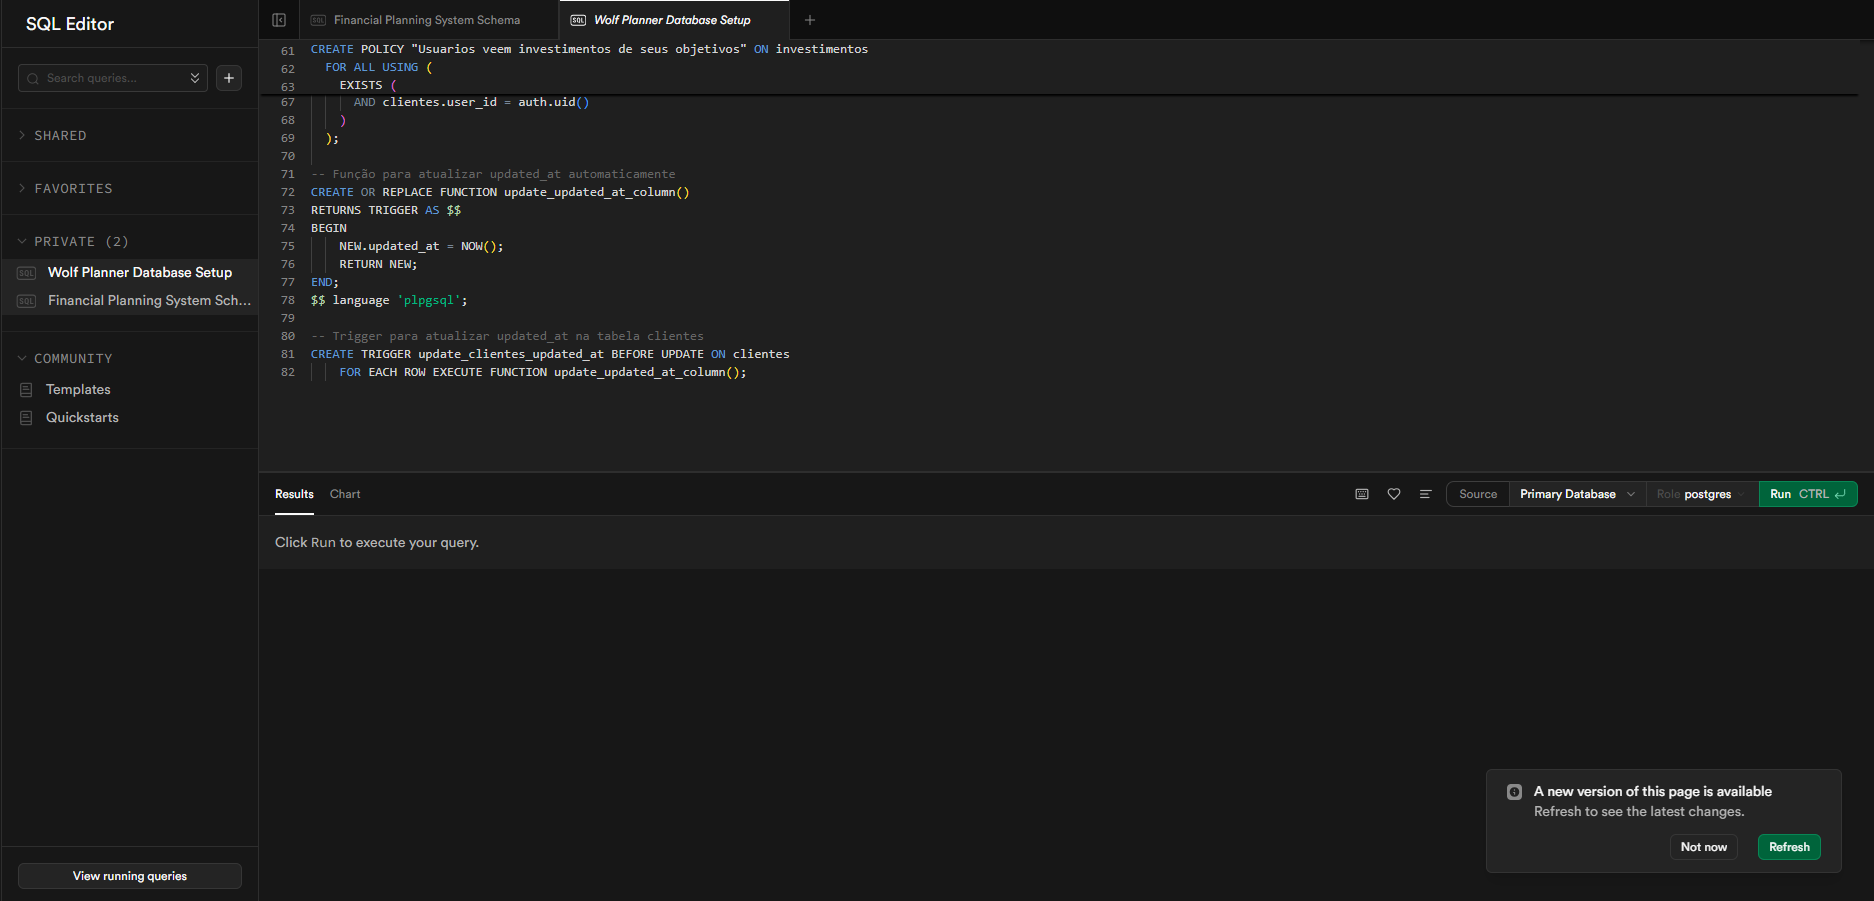 SQL Editor
Search queries...
SHARED
FAVORITES
PRIVATE (2)
SQL Wolf Planner Database Setup
SQL Financial Planning System Sch...
COMMUNITY
Templates
Quickstarts
View running queries
SQL Financial Planning System Schema
SQL Wolf Planner Database Setup
61 CREATE POLICY "Usuarios veem investimentos de seus objetivos" ON investimentos
62 FOR ALL USING (
63 EXISTS (
67 AND clientes.user_id = auth.uid()
68 )
69 );
70
71 -- Função para atualizar updated_at automaticamente
72 CREATE OR REPLACE FUNCTION update_updated_at_column()
73 RETURNS TRIGGER AS $$
74 BEGIN
75 NEW.updated_at = NOW();
76 RETURN NEW;
77 END;
78 $$ language 'plpgsql';
79
80 -- Trigger para atualizar updated_at na tabela clientes
81 CREATE TRIGGER update_clientes_updated_at BEFORE UPDATE ON clientes
82 FOR EACH ROW EXECUTE FUNCTION update_updated_at_column();
Results Chart
Source Primary Database Role postgres Run CTRL
Click Run to execute your query.
A new version of this page is available
Refresh to see the latest changes.
Not now Refresh